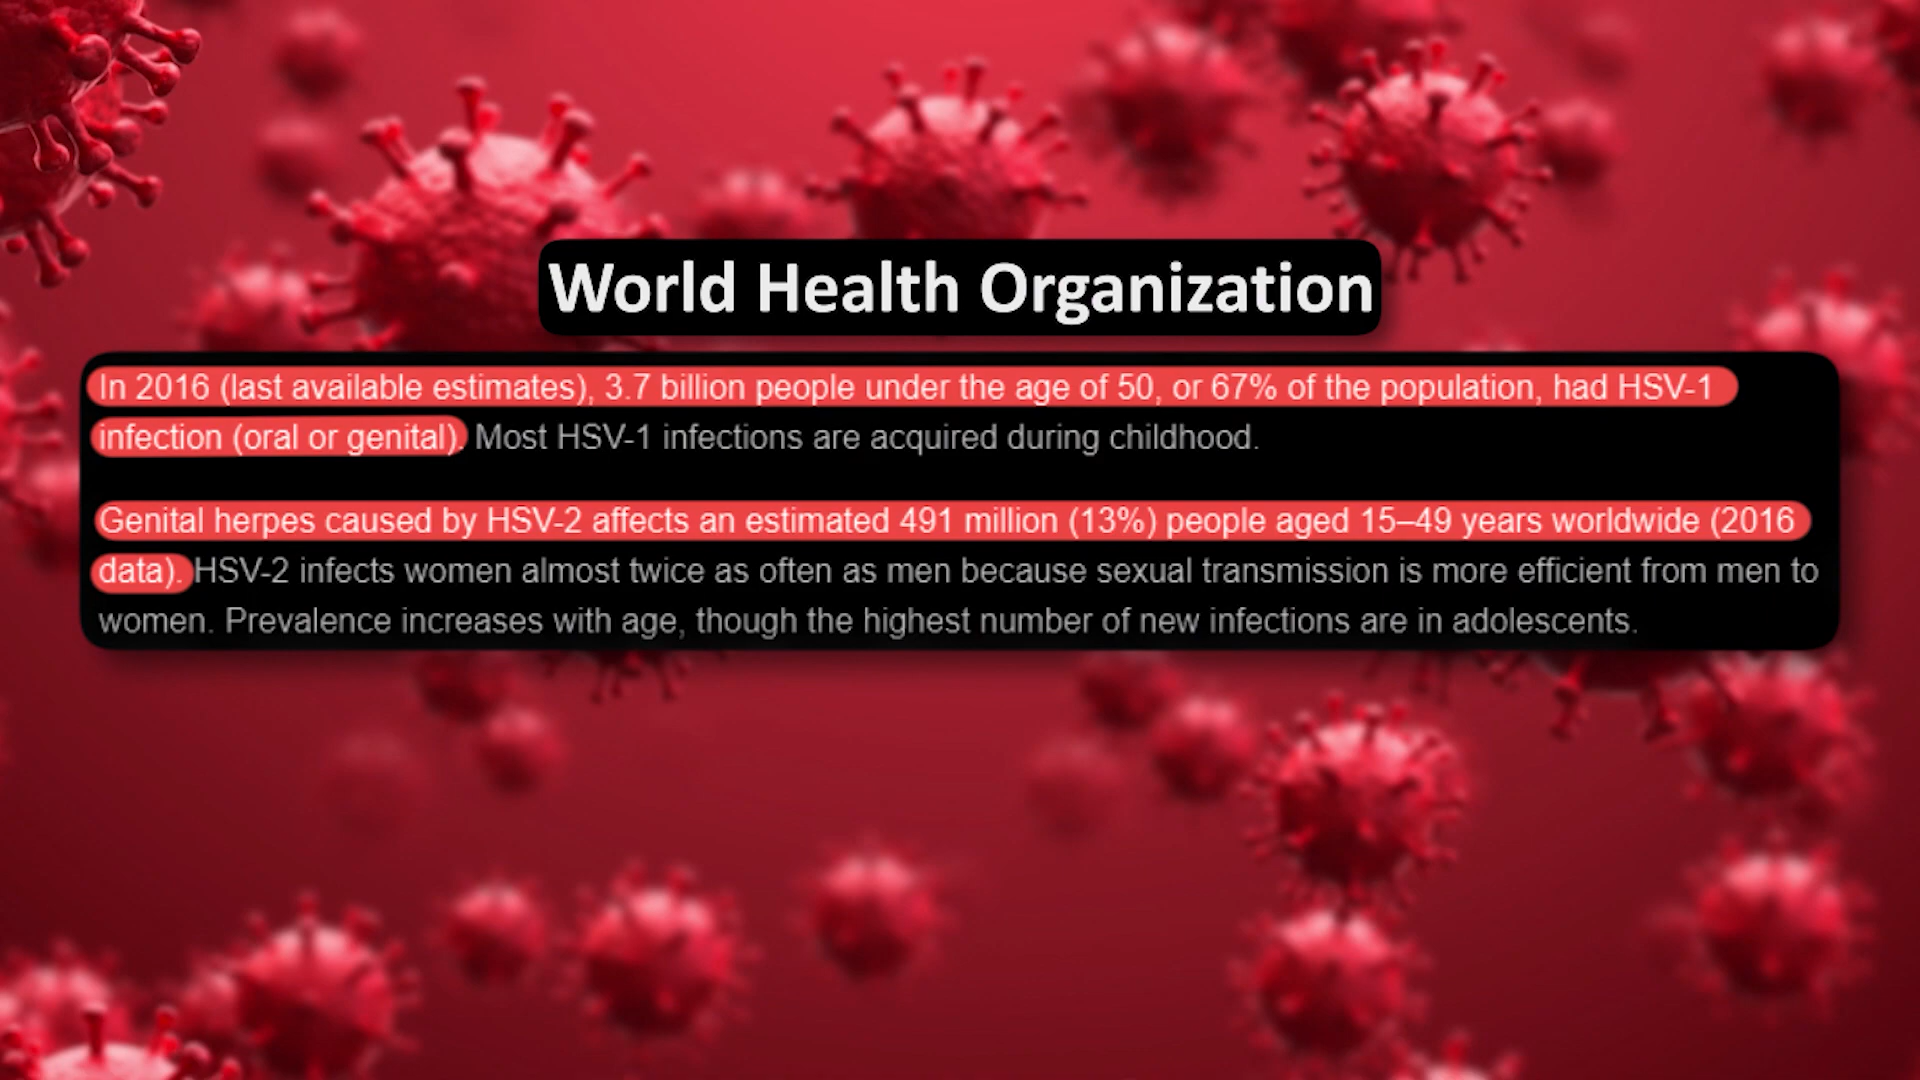 World Health Organization
In 2016 (last available estimates), 3.7 billion people under the age of 50, or 67% of the population, had HSV-1
infection (oral or genital). Most HSV-1 infections are acquired during childhood.
Genital herpes caused by HSV-2 affects an estimated 491 million (13%) people aged 15–49 years worldwide (2016
data). HSV-2 infects women almost twice as often as men because sexual transmission is more efficient from men to
women. Prevalence increases with age, though the highest number of new infections are in adolescents.